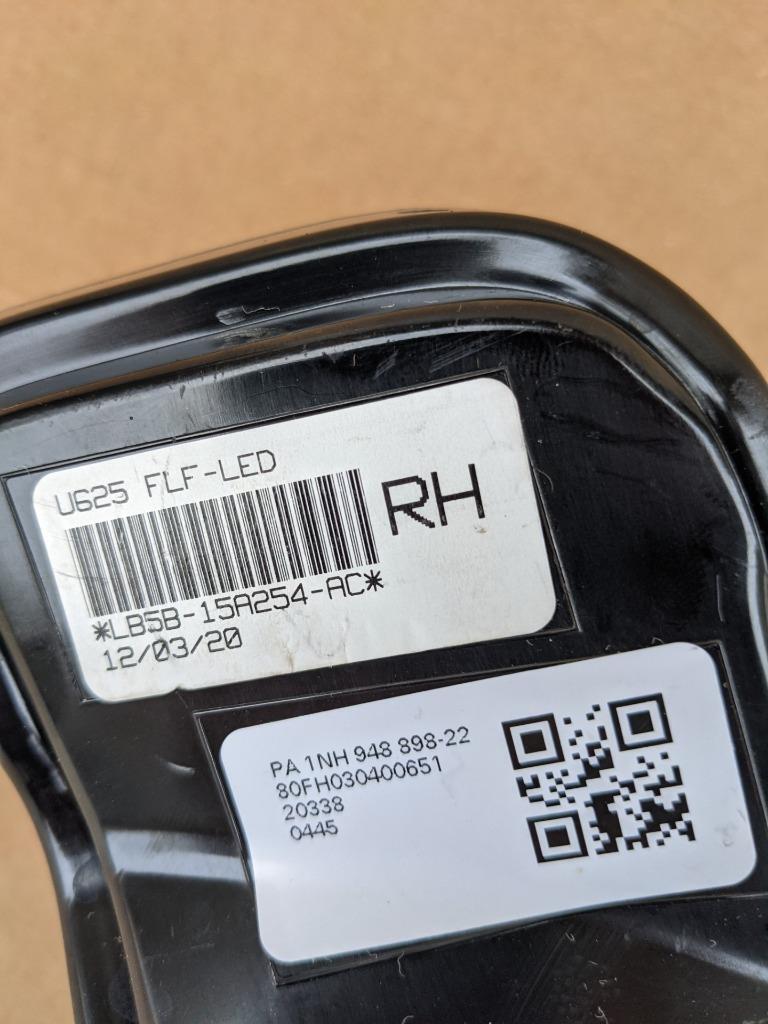 U625 FLF-LED
RH
*LB5B-15A254-AC*
12/03/20
PA 1NH 948 898-22
80FH030400651
20338
0445